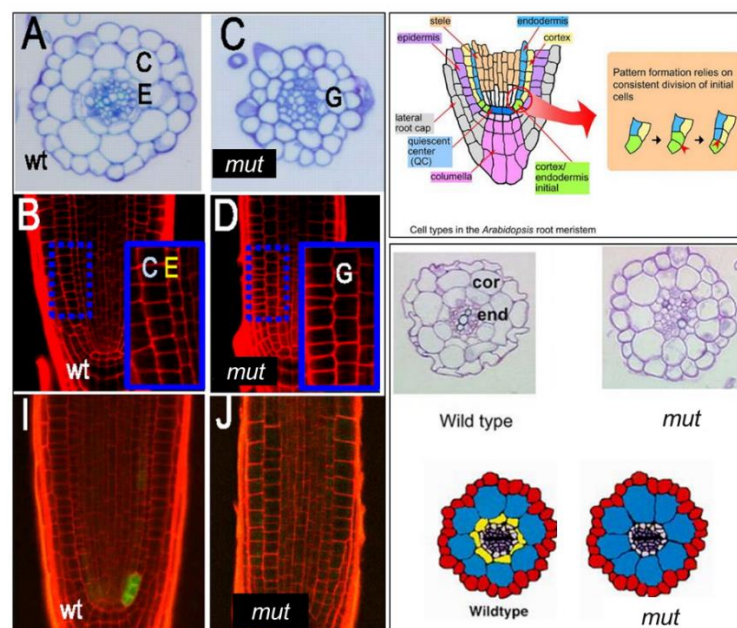 A
C
E
wt
C
G
mut
B
C E
wt
D
G
mut
I
wt
J
mut
stele
endodermis
epidermis
cortex
lateral
root cap
quiescent
center
(QC)
columella
cortex/
endodermis
initial
Pattern formation relies on
consistent division of initial
cells
Cell types in the Arabidopsis root meristem
cor
end
Wild type
mut
Wildtype
mut